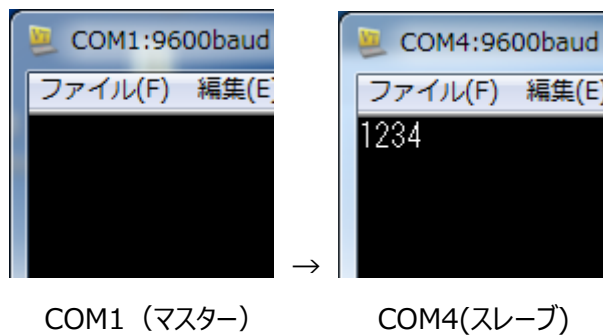 COM1:9600baud
ファイル(F) 編集(E)
COM4:9600baud
ファイル(F) 編集(E)
1234
→
COM1（マスター）
COM4(スレーブ)